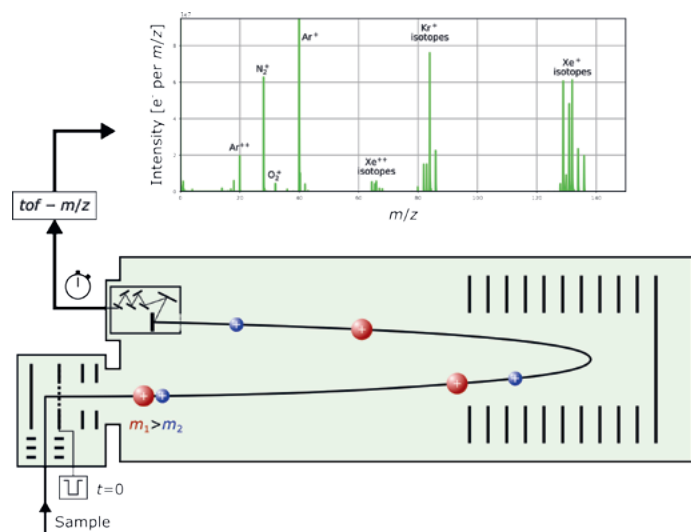 Intensity [e⁻ per m/z]
Ar⁺
Kr⁺
isotopes
N₂⁺
Xe⁺
isotopes
Ar⁺⁺
O₂⁺
Xe⁺⁺
isotopes
0 20 40 60 80 100 120 140
m/z
tof – m/z
+ +
+ +
+ +
m₁>m₂
t=0
Sample